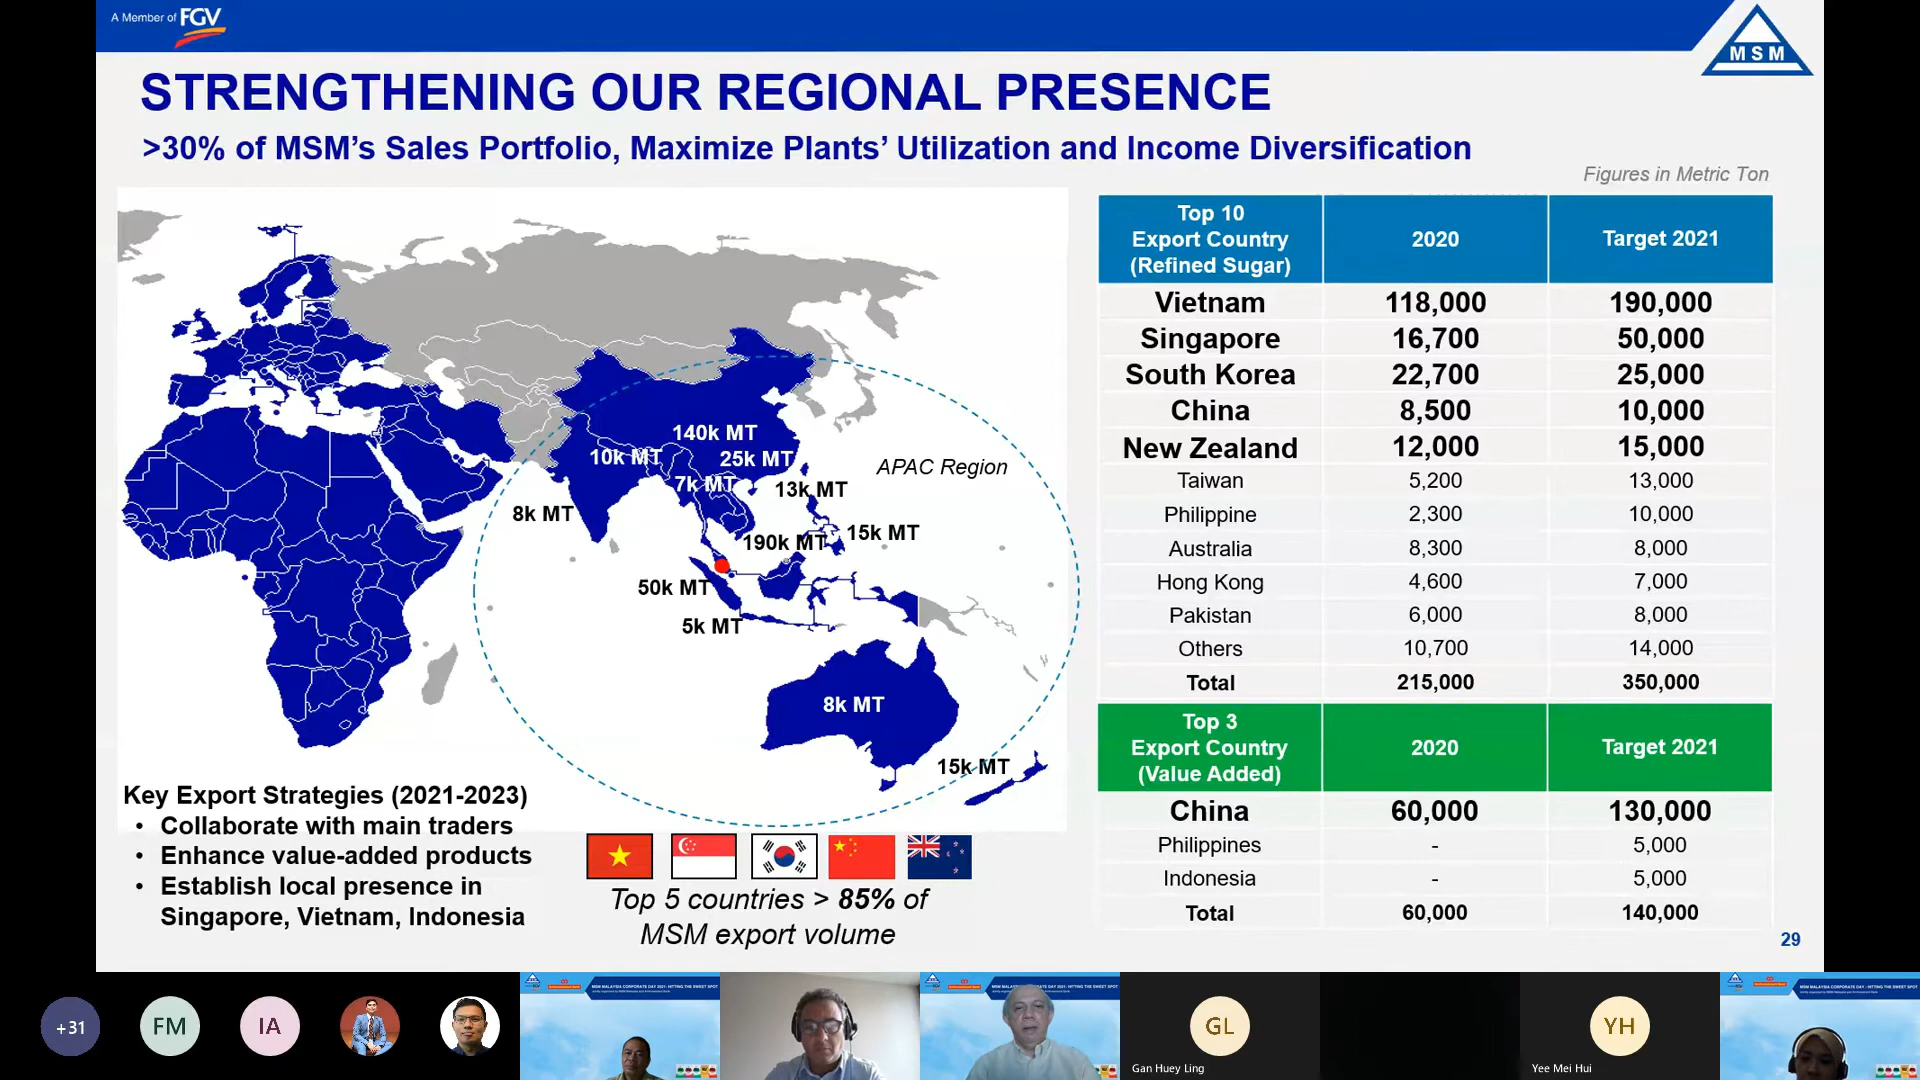 A Member of FGV
MSM
STRENGTHENING OUR REGIONAL PRESENCE
>30% of MSM's Sales Portfolio, Maximize Plants' Utilization and Income Diversification
Figures in Metric Ton
140k MT
10k MT
25k MT
7k MT
13k MT
8k MT
15k MT
190k MT
50k MT
5k MT
8k MT
15k MT
APAC Region
Key Export Strategies (2021-2023)
• Collaborate with main traders
• Enhance value-added products
• Establish local presence in
Singapore, Vietnam, Indonesia
Top 5 countries > 85% of
MSM export volume
Top 10 Export Country (Refined Sugar) 2020 Target 2021
Vietnam 118,000 190,000
Singapore 16,700 50,000
South Korea 22,700 25,000
China 8,500 10,000
New Zealand 12,000 15,000
Taiwan 5,200 13,000
Philippine 2,300 10,000
Australia 8,300 8,000
Hong Kong 4,600 7,000
Pakistan 6,000 8,000
Others 10,700 14,000
Total 215,000 350,000
Top 3 Export Country (Value Added) 2020 Target 2021
China 60,000 130,000
Philippines - 5,000
Indonesia - 5,000
Total 60,000 140,000
29
+31
FM
IA
MSM MALAYSIA CORPORATE DAY 2021: HITTING THE SWEET SPOT
GL
Gan Huey Ling
YH
Yee Mei Hui